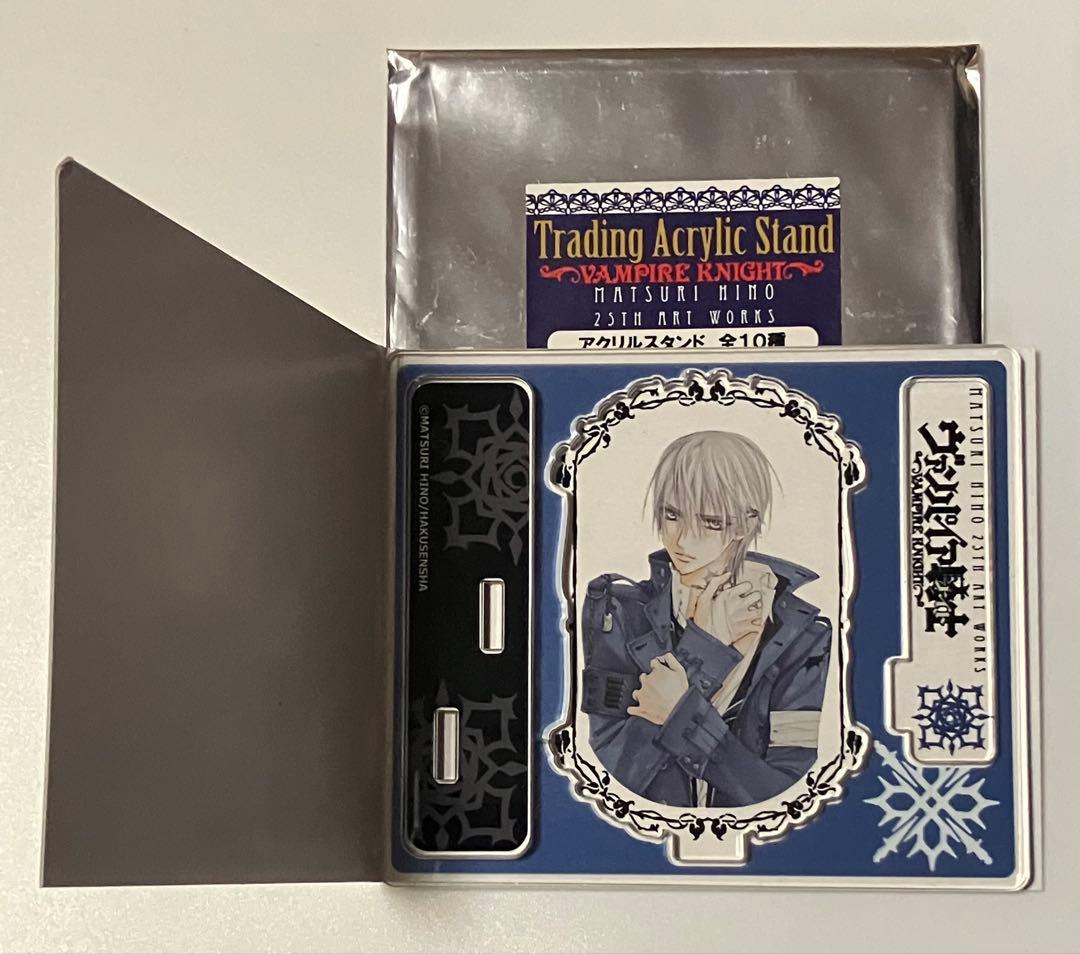 Trading Acrylic Stand
VAMPIRE KNIGHT
MATSURI HINO
25TH ART WORKS
アクリルスタンド 全10種
©MATSURI HINO/HAKUSENSHA
MATSURI HINO 25TH ART WORKS
ヴァンパイア騎士
VAMPIRE KNIGHT